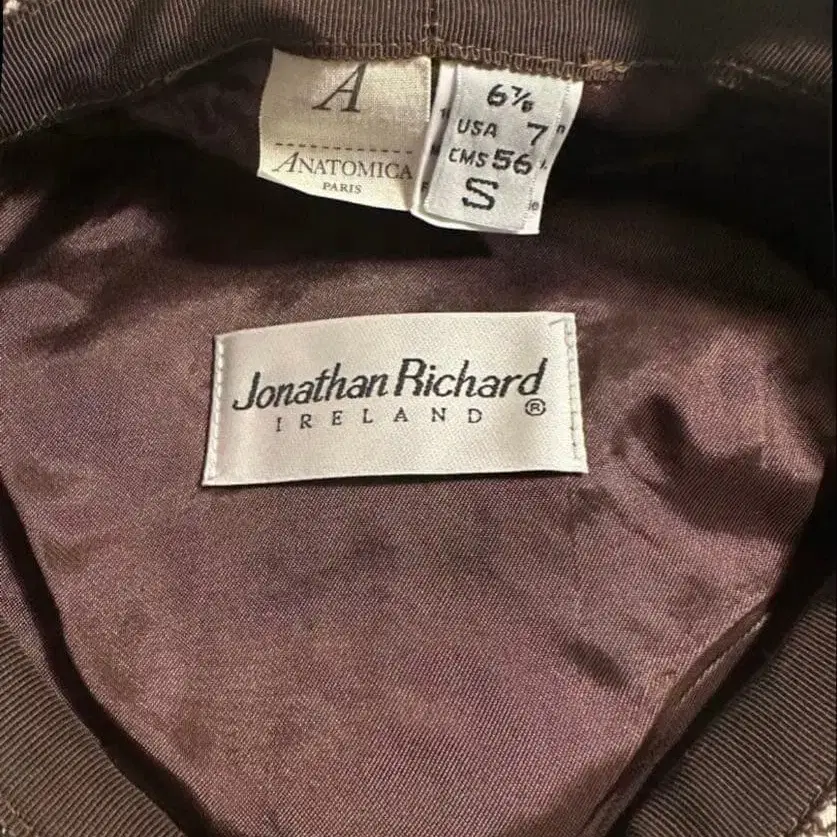 A
ANATOMICA
PARIS
6⅞
USA 7
CMS 56
S
Jonathan Richard
IRELAND ®